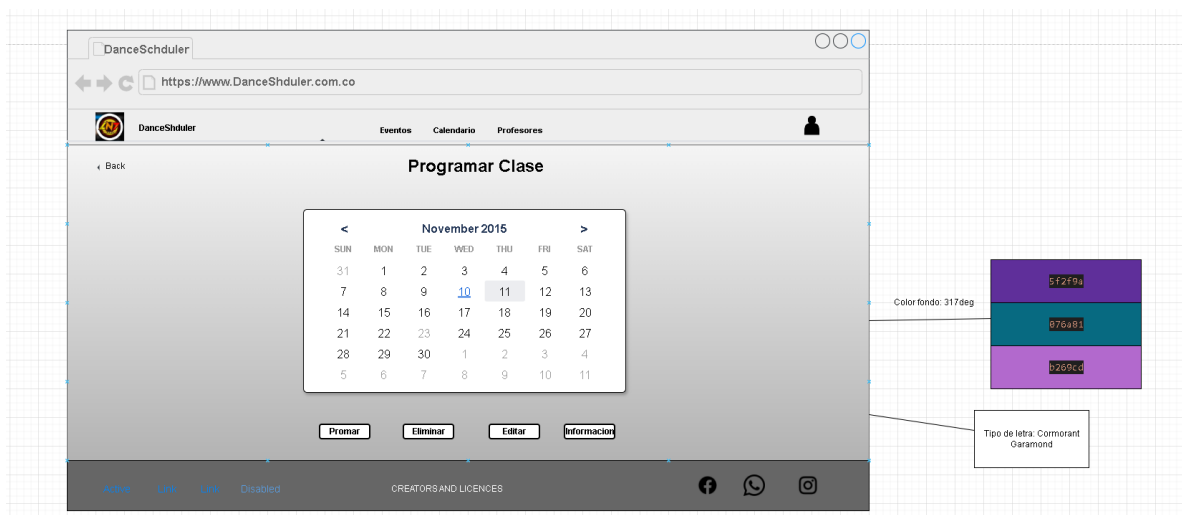 DanceSchduler
https://www.DanceShduler.com.co
DanceShduler Eventos Calendario Profesores
Back
Programar Clase
< November 2015 >
SUN MON TUE WED THU FRI SAT
31 1 2 3 4 5 6
7 8 9 10 11 12 13
14 15 16 17 18 19 20
21 22 23 24 25 26 27
28 29 30 1 2 3 4
5 6 7 8 9 10 11
Promar Eliminar Editar Informacion
Disabled CREATORS AND LICENCES
Color fondo: 317deg
5f2f9a
076a81
b269cd
Tipo de letra: Cormorant
Garamond